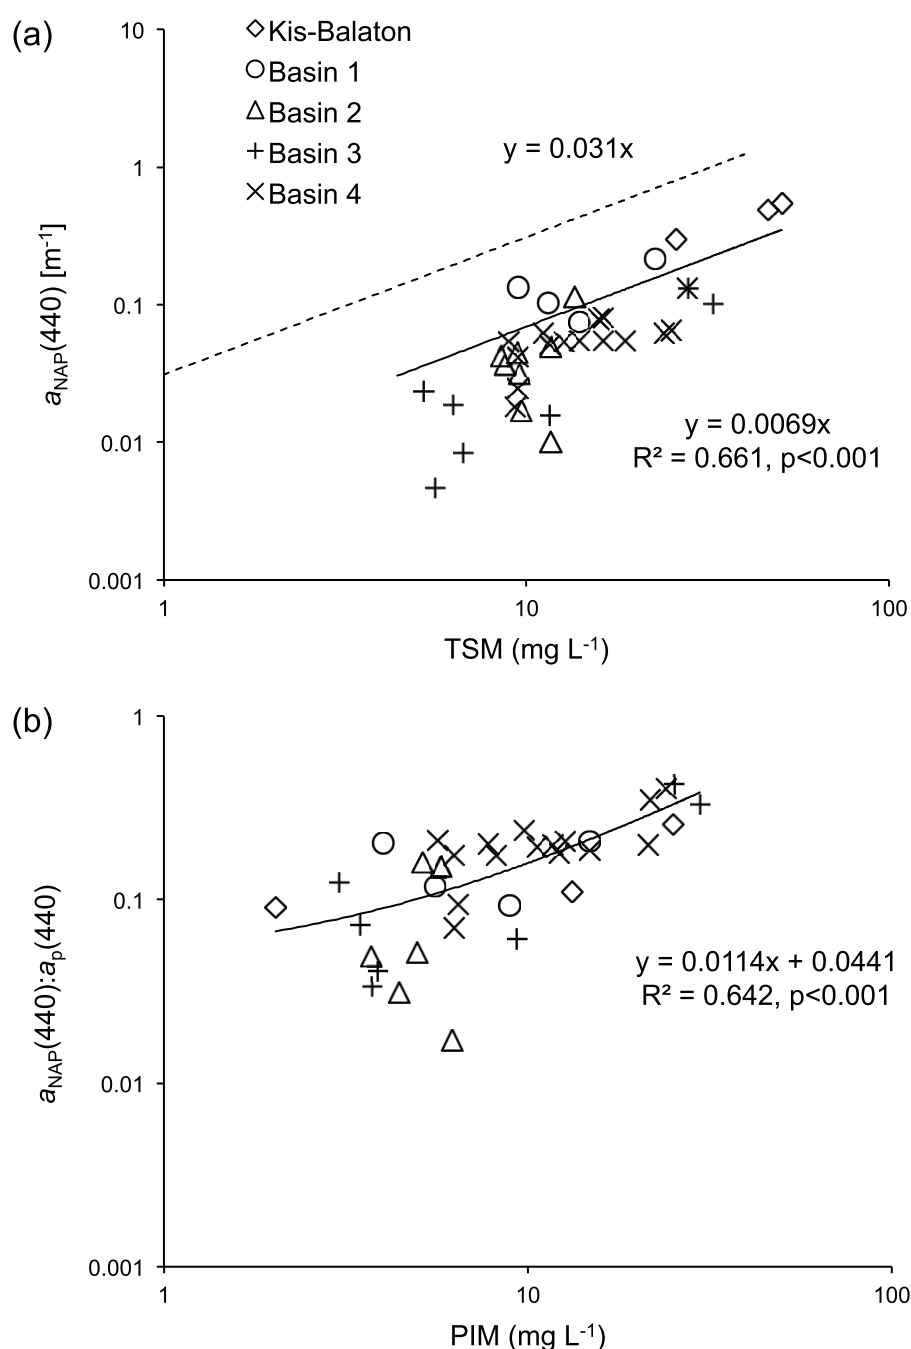 (a)
10
1
0.1
0.01
0.001
Kis-Balaton
Basin 1
Basin 2
Basin 3
Basin 4
y = 0.031x
y = 0.0069x
R² = 0.661, p<0.001
aNAP(440) [m-1]
1
10
100
TSM (mg L-1)
(b)
1
0.1
0.01
0.001
y = 0.0114x + 0.0441
R² = 0.642, p<0.001
aNAP(440):ap(440)
1
10
100
PIM (mg L-1)